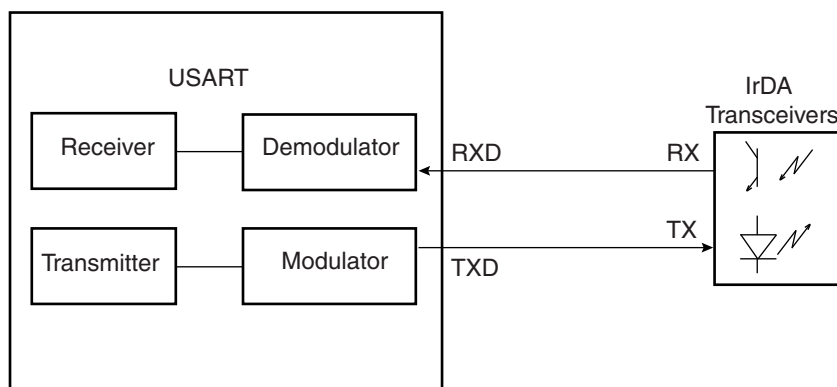 USART
IrDA
Transceivers
Receiver
Demodulator
RXD
RX
Transmitter
Modulator
TXD
TX